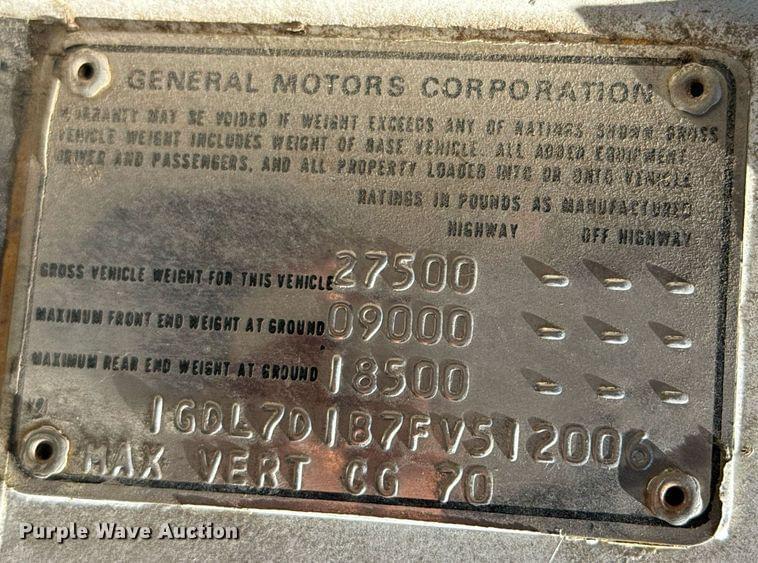 GENERAL MOTORS CORPORATION
WARRANTY MAY BE VOIDED IF WEIGHT EXCEEDS ANY OF RATINGS SHOWN GROSS
VEHICLE WEIGHT INCLUDES WEIGHT OF BASE VEHICLE, ALL ADDED EQUIPMENT,
DRIVER AND PASSENGERS, AND ALL PROPERTY LOADED INTO OR ONTO VEHICLE
RATINGS IN POUNDS AS MANUFACTURED
HIGHWAY OFF HIGHWAY
GROSS VEHICLE WEIGHT FOR THIS VEHICLE 27500 - - -
MAXIMUM FRONT END WEIGHT AT GROUND 09000 - - -
MAXIMUM REAR END WEIGHT AT GROUND 18500 - - -
1GDL7D1B7FV512006
MAX VERT CG 70
Purple Wave Auction